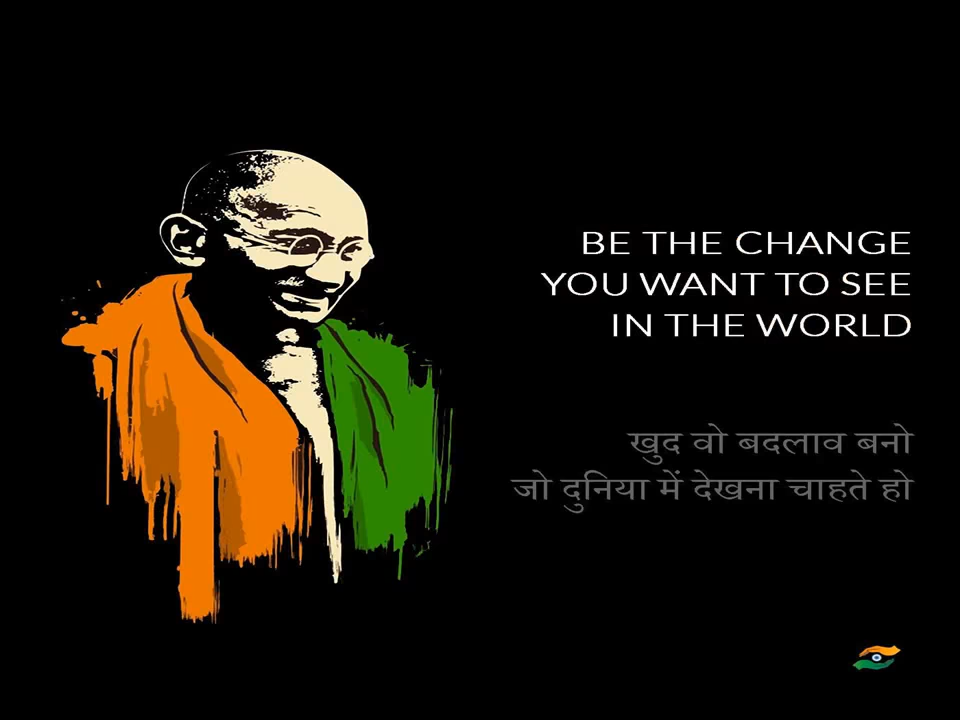 BE THE CHANGE
YOU WANT TO SEE
IN THE WORLD
खुद वो बदलाव बनो
जो दुनिया में देखना चाहते हो